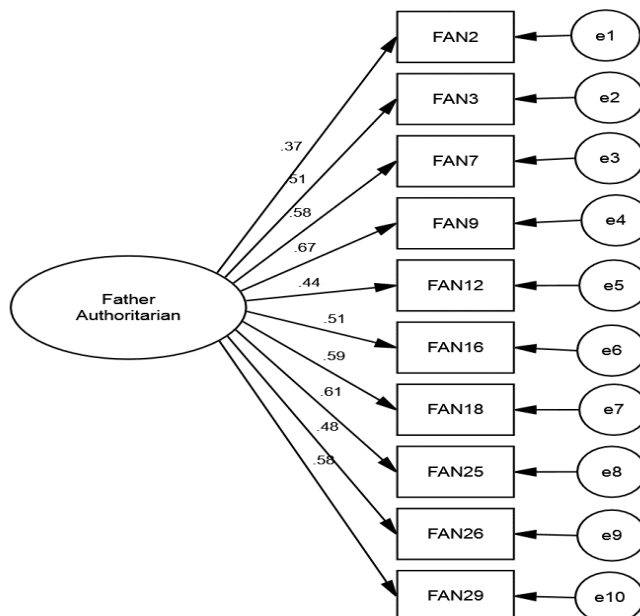 FAN2
e1
FAN3
e2
.37
FAN7
e3
.51
.58
FAN9
e4
.67
.44
FAN12
e5
Father
Authoritarian
.51
FAN16
e6
.59
FAN18
e7
.61
.48
FAN25
e8
.58
FAN26
e9
FAN29
e10